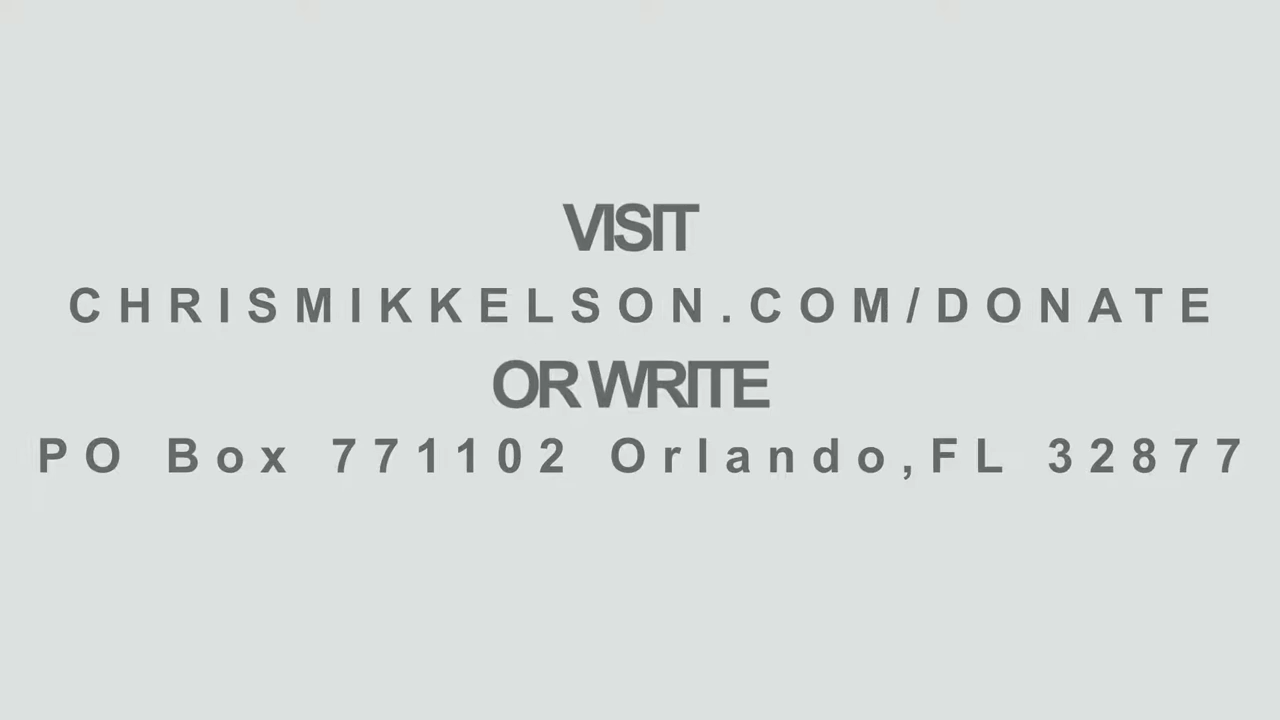 VISIT
CHRISMIKKELSON.COM/DONATE
OR WRITE
PO Box 771102 Orlando,FL 32877